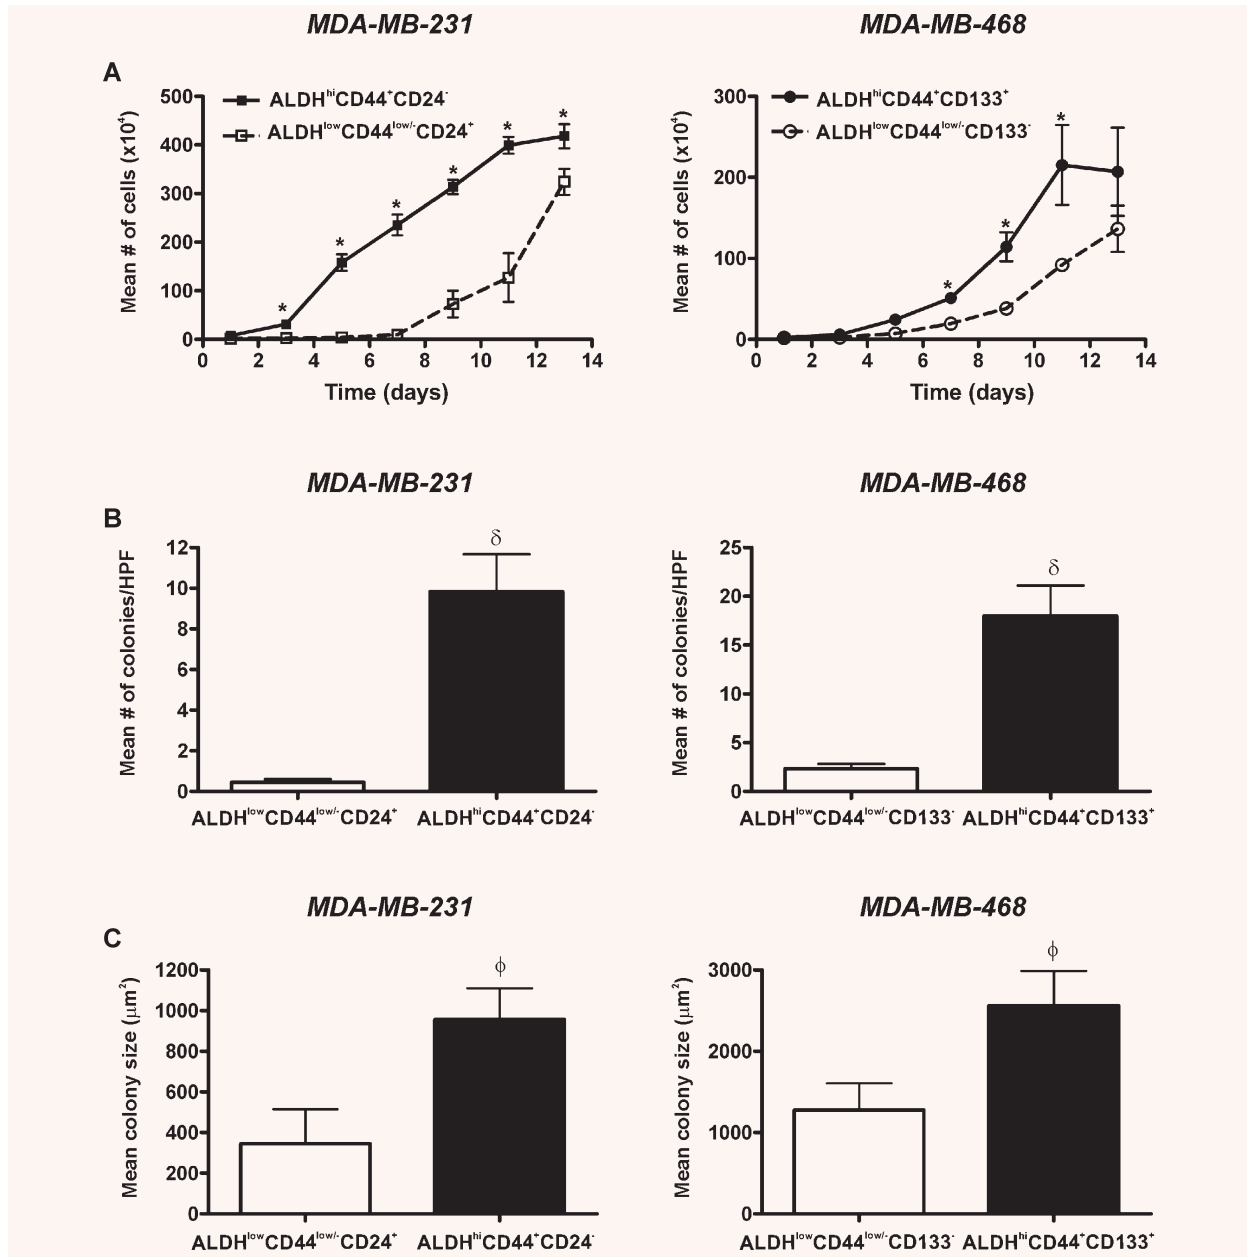 MDA-MB-231 MDA-MB-468
A
Mean # of cells (x10⁴)
500
400
300
200
100
0
ALDHʰⁱCD44⁺CD24⁻
ALDHˡᵒʷCD44ˡᵒʷ/⁻CD24⁺
* * * * * *
0 2 4 6 8 10 12 14
Time (days)
Mean # of cells (x10⁴)
300
200
100
0
ALDHʰⁱCD44⁺CD133⁺
ALDHˡᵒʷCD44ˡᵒʷ/⁻CD133⁻
* * *
0 2 4 6 8 10 12 14
Time (days)
MDA-MB-231 MDA-MB-468
B
Mean # of colonies/HPF
12
10
8
6
4
2
0
δ
ALDHˡᵒʷCD44ˡᵒʷ/⁻CD24⁺ ALDHʰⁱCD44⁺CD24⁻
Mean # of colonies/HPF
25
20
15
10
5
0
δ
ALDHˡᵒʷCD44ˡᵒʷ/⁻CD133⁻ ALDHʰⁱCD44⁺CD133⁺
MDA-MB-231 MDA-MB-468
C
Mean colony size (μm²)
1200
1000
800
600
400
200
0
ϕ
ALDHˡᵒʷCD44ˡᵒʷ/⁻CD24⁺ ALDHʰⁱCD44⁺CD24⁻
Mean colony size (μm²)
3000
2000
1000
0
ϕ
ALDHˡᵒʷCD44ˡᵒʷ/⁻CD133⁻ ALDHʰⁱCD44⁺CD133⁺